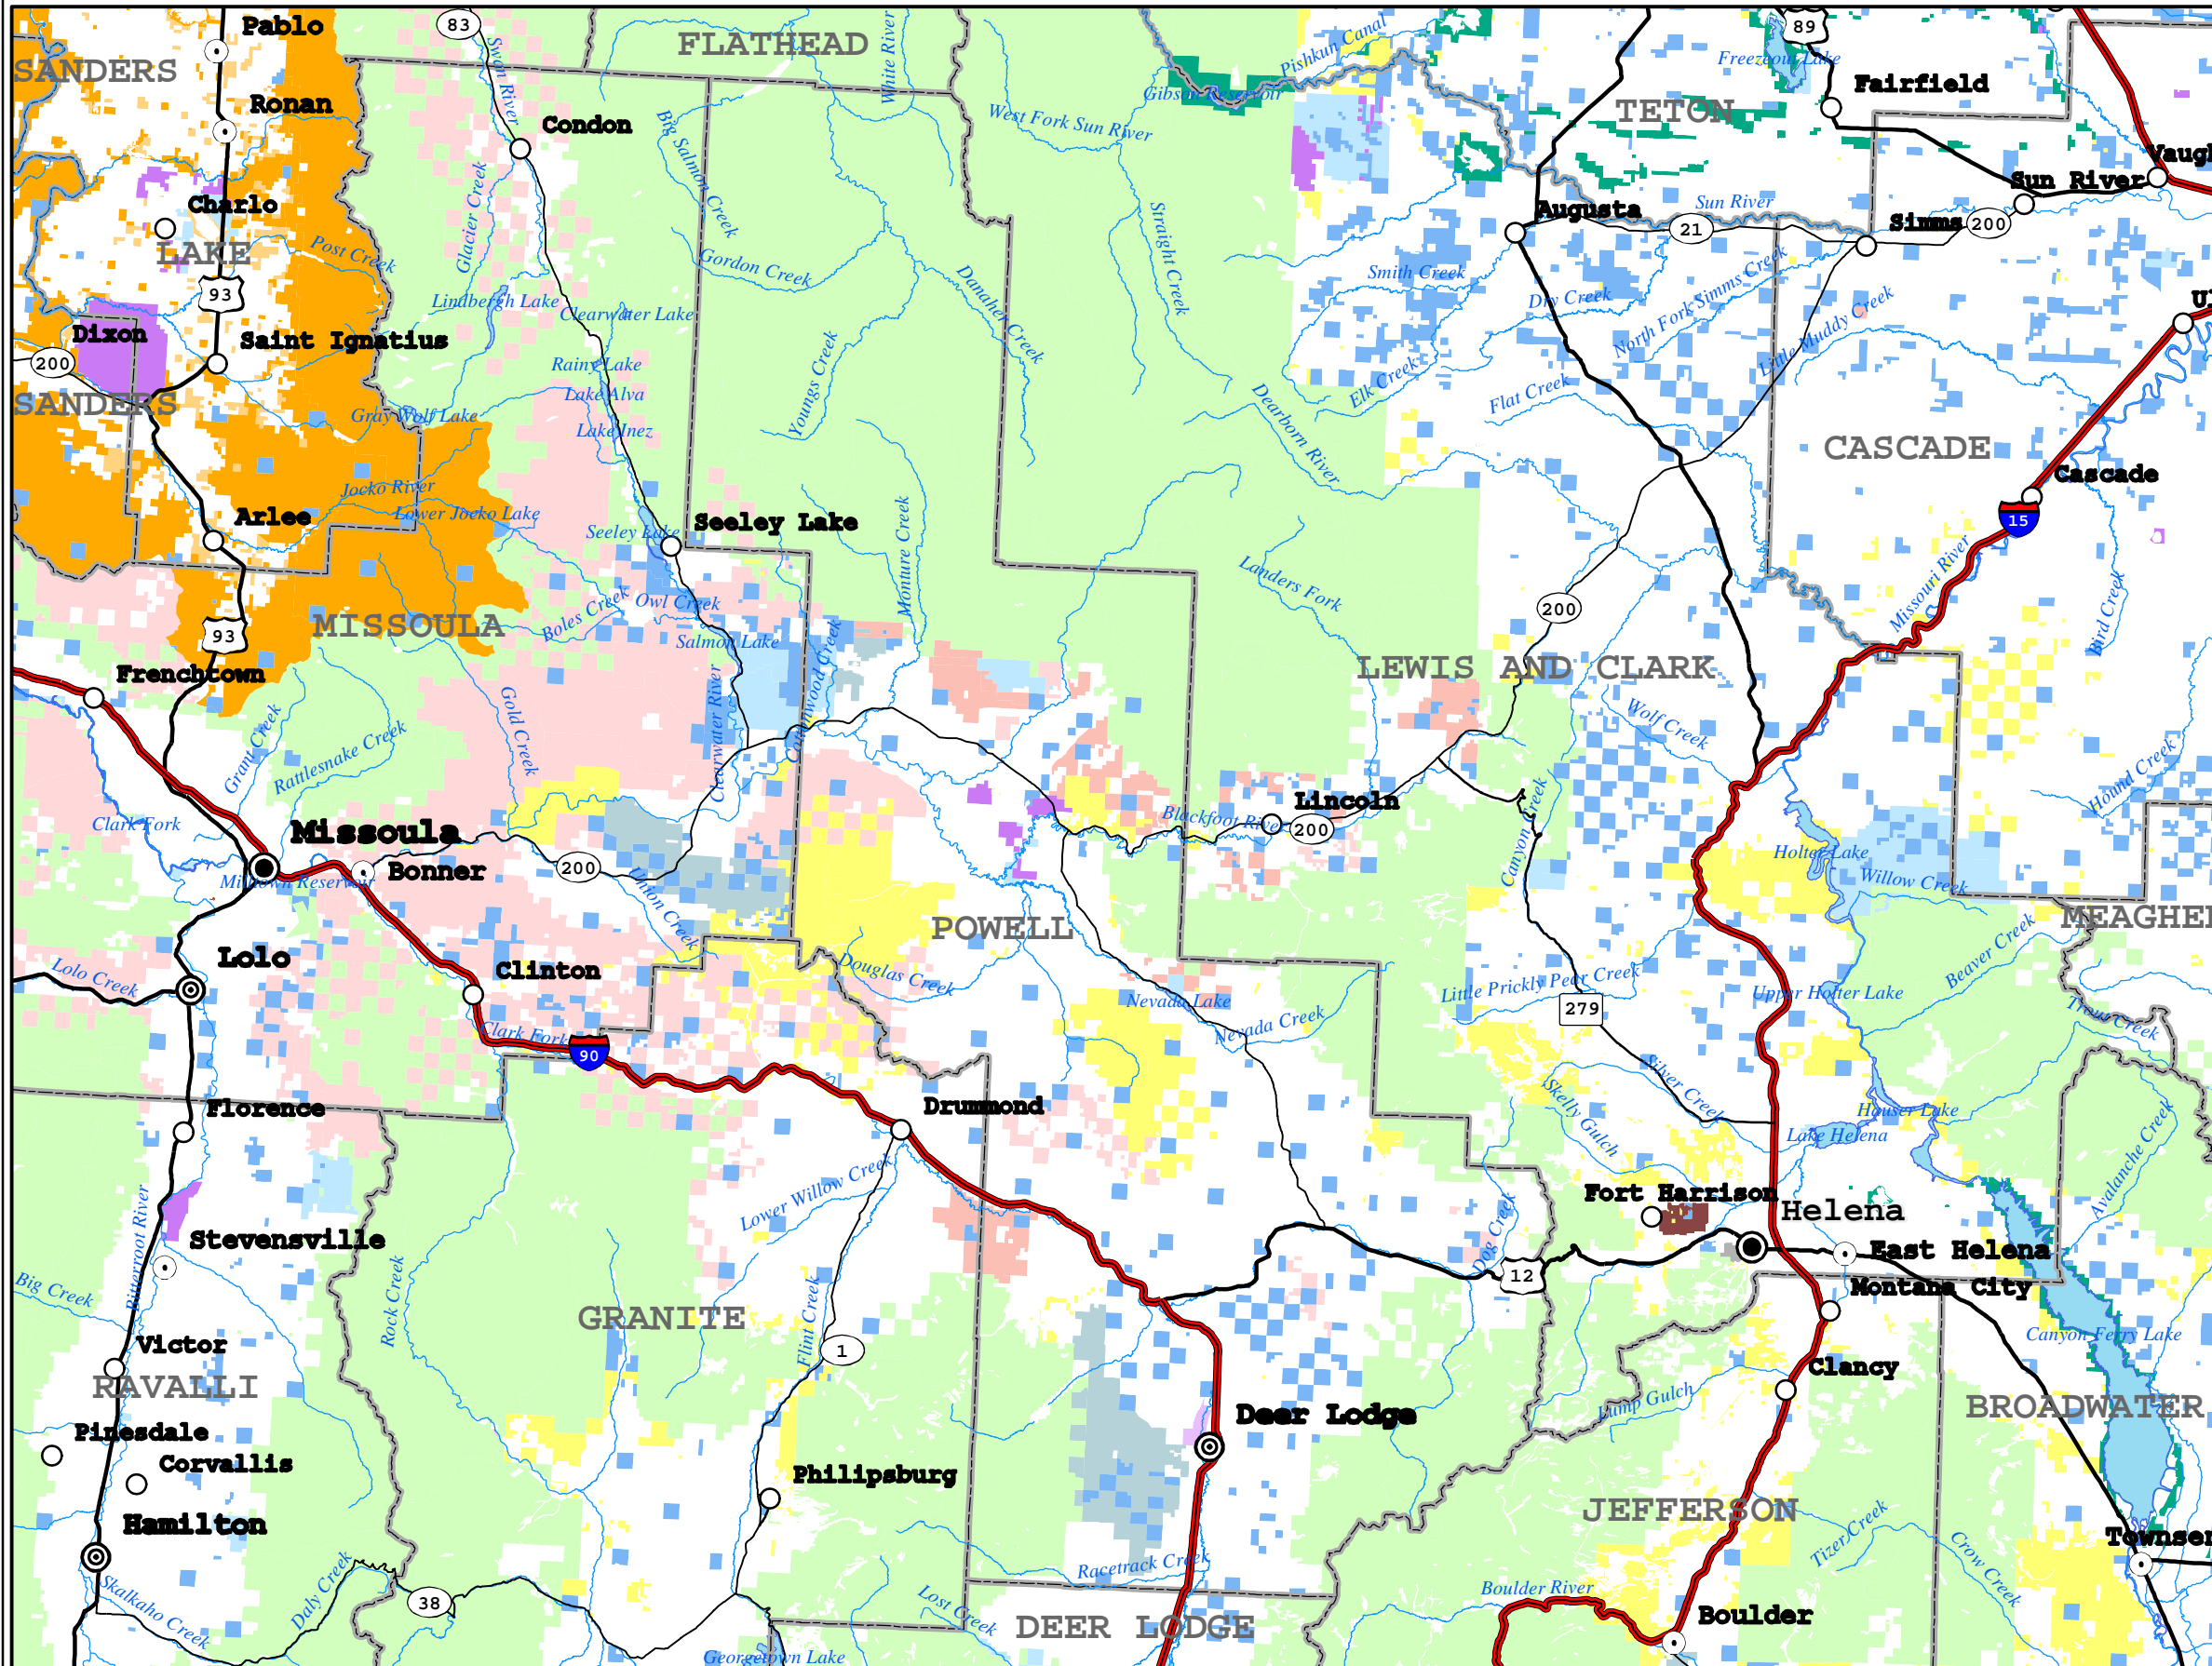 Pablo
83
FLATHEAD
White River
Pishkun Canal
89
SANDERS
Swan River
Freezeout Lake
Fairfield
Ronan
Condon
Big Salmon Creek
West Fork Sun River
Gibson Reservoir
TETON
Vaugh
Charlo
Glacier Creek
Straight Creek
Augusta
Sun River
Sun River
LAKE
Post Creek
Gordon Creek
Danaher Creek
Smith Creek
21
Simms
200
93
Lindbergh Lake
Clearwater Lake
Dry Creek
North Fork Simms Creek
Little Muddy Creek
Ul
Dixon
Saint Ignatius
200
Rainy Lake
Youngs Creek
Elk Creek
Flat Creek
SANDERS
Gray Wolf Lake
Lake Alva
Lake Inez
Dearborn River
CASCADE
Jocko River
Cascade
Arlee
Lower Jocko Lake
Seeley Lake
Seeley Lake
Monture Creek
15
Landers Fork
Missouri River
Bird Creek
93
MISSOULA
Boles Creek
Owl Creek
Salmon Lake
200
Frenchtown
Gold Creek
Clearwater River
Cottonwood Creek
LEWIS AND CLARK
Grant Creek
Rattlesnake Creek
Wolf Creek
Hound Creek
Clark Fork
Missoula
Blackfoot River
Lincoln
200
Canyon Creek
Holter Lake
Milltown Reservoir
Bonner
200
Union Creek
Willow Creek
POWELL
MEAGHER
Lolo
Lolo Creek
Clinton
Douglas Creek
Nevada Lake
Little Prickly Pear Creek
Beaver Creek
Upper Holter Lake
Clark Fork
90
Nevada Creek
279
Trout Creek
Silver Creek
Skelly Gulch
Florence
Drummond
Hauser Lake
Lake Helena
Avalanche Creek
Bitterroot River
Lower Willow Creek
Fort Harrison
Helena
Stevensville
Dog Creek
East Helena
Big Creek
Rock Creek
GRANITE
Flint Creek
12
Montana City
Victor
1
Canyon Ferry Lake
RAVALLI
Clancy
Lump Gulch
BROADWATER
Pinesdale
Deer Lodge
Corvallis
Philipsburg
JEFFERSON
Hamilton
Tizer Creek
Townsen
Crow Creek
Skalkaho Creek
Daly Creek
38
Racetrack Creek
Lost Creek
Boulder River
DEER LODGE
Boulder
Georgetown Lake